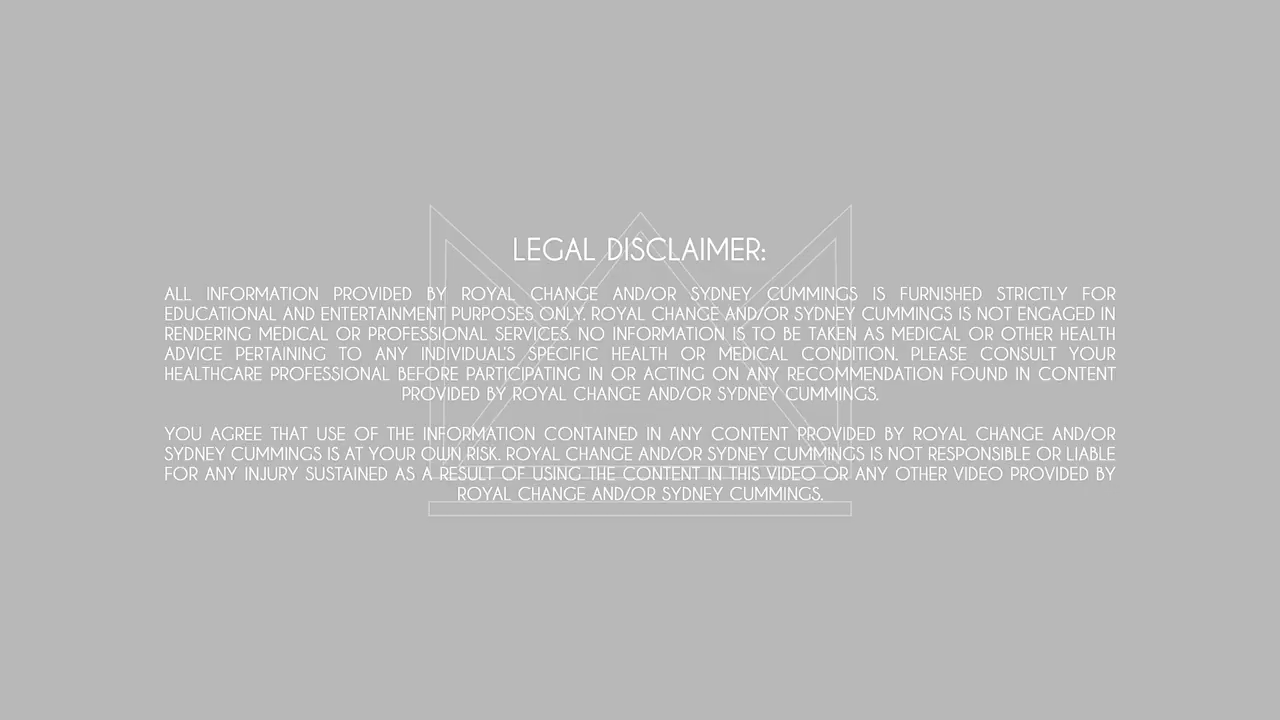 LEGAL DISCLAIMER:
ALL INFORMATION PROVIDED BY ROYAL CHANGE AND/OR SYDNEY CUMMINGS IS FURNISHED STRICTLY FOR
EDUCATIONAL AND ENTERTAINMENT PURPOSES ONLY. ROYAL CHANGE AND/OR SYDNEY CUMMINGS IS NOT ENGAGED IN
RENDERING MEDICAL OR PROFESSIONAL SERVICES. NO INFORMATION IS TO BE TAKEN AS MEDICAL OR OTHER HEALTH
ADVICE PERTAINING TO ANY INDIVIDUAL'S SPECIFIC HEALTH OR MEDICAL CONDITION. PLEASE CONSULT YOUR
HEALTHCARE PROFESSIONAL BEFORE PARTICIPATING IN OR ACTING ON ANY RECOMMENDATION FOUND IN CONTENT
PROVIDED BY ROYAL CHANGE AND/OR SYDNEY CUMMINGS.
YOU AGREE THAT USE OF THE INFORMATION CONTAINED IN ANY CONTENT PROVIDED BY ROYAL CHANGE AND/OR
SYDNEY CUMMINGS IS AT YOUR OWN RISK. ROYAL CHANGE AND/OR SYDNEY CUMMINGS IS NOT RESPONSIBLE OR LIABLE
FOR ANY INJURY SUSTAINED AS A RESULT OF USING THE CONTENT IN THIS VIDEO OR ANY OTHER VIDEO PROVIDED BY
ROYAL CHANGE AND/OR SYDNEY CUMMINGS.